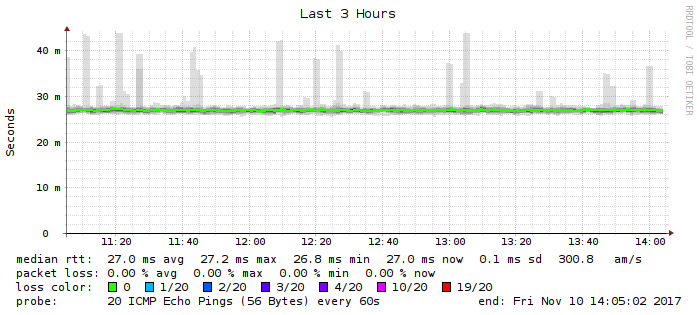 Last 3 Hours
RRDTOOL / TOBI OETIKER
Seconds
40 m
30 m
20 m
10 m
0
11:20 11:40 12:00 12:20 12:40 13:00 13:20 13:40 14:00
median rtt: 27.0 ms avg 27.2 ms max 26.8 ms min 27.0 ms now 0.1 ms sd 300.8 am/s
packet loss: 0.00 % avg 0.00 % max 0.00 % min 0.00 % now
loss color: 0 1/20 2/20 3/20 4/20 10/20 19/20
probe: 20 ICMP Echo Pings (56 Bytes) every 60s end: Fri Nov 10 14:05:02 2017